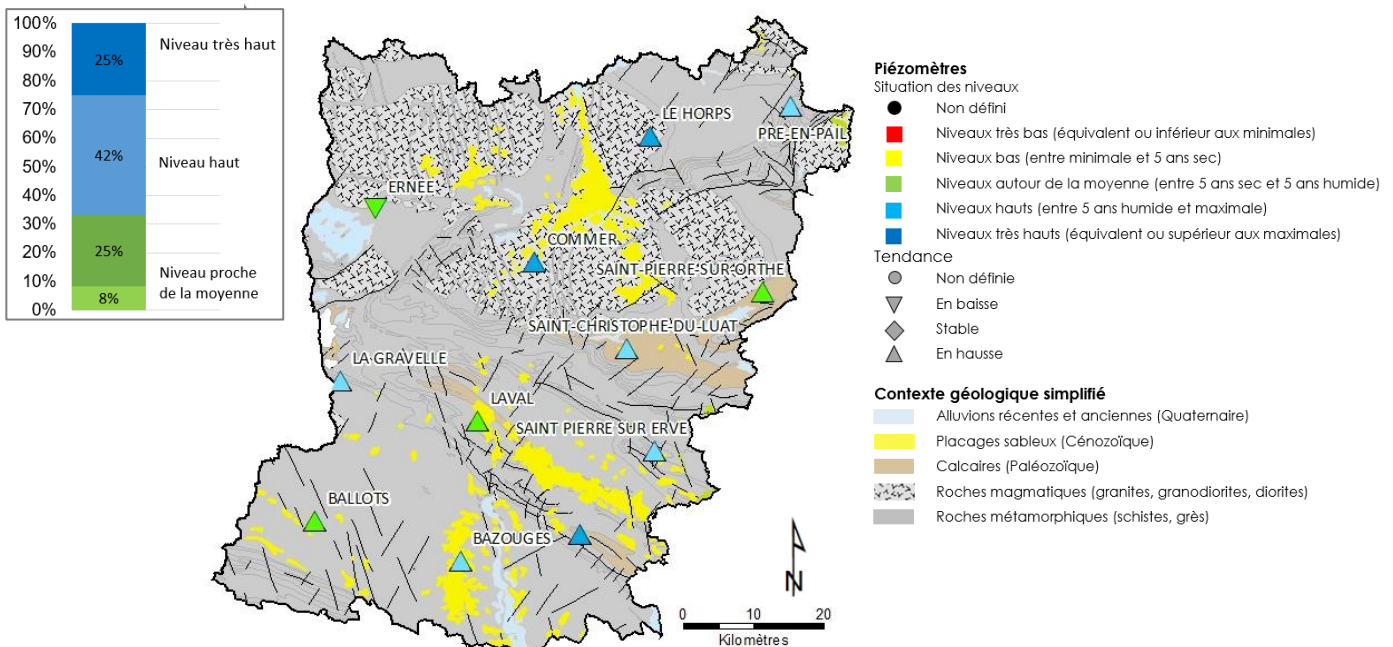 100%
90%
80%
70%
60%
50%
40%
30%
20%
10%
0%
25%
42%
25%
8%
Niveau très haut
Niveau haut
Niveau proche
de la moyenne
LE HORPS
PRE-EN-PAIL
ERNEE
COMMER
SAINT-PIERRE-SUR-ORTHE
SAINT-CHRISTOPHE-DU-LUAT
LA GRAVELLE
LAVAL
SAINT PIERRE SUR ERVE
BALLOTS
BAZOUGES
N
0 10 20
Kilomètres
Piézomètres
Situation des niveaux
Non défini
Niveaux très bas (équivalent ou inférieur aux minimales)
Niveaux bas (entre minimale et 5 ans sec)
Niveaux autour de la moyenne (entre 5 ans sec et 5 ans humide)
Niveaux hauts (entre 5 ans humide et maximale)
Niveaux très hauts (équivalent ou supérieur aux maximales)
Tendance
Non définie
En baisse
Stable
En hausse
Contexte géologique simplifié
Alluvions récentes et anciennes (Quaternaire)
Placages sableux (Cénozoïque)
Calcaires (Paléozoïque)
Roches magmatiques (granites, granodiorites, diorites)
Roches métamorphiques (schistes, grès)